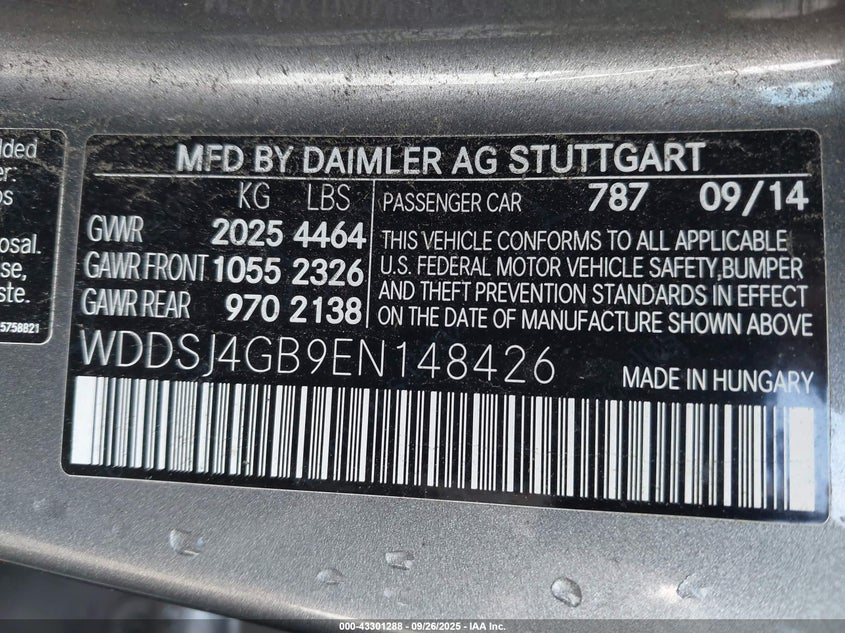 lded
er:
os
osal.
se,
ste.
5758821
MFD BY DAIMLER AG STUTTGART
KG LBS
GVWR 2025 4464
GAWR FRONT 1055 2326
GAWR REAR 970 2138
PASSENGER CAR 787 09/14
THIS VEHICLE CONFORMS TO ALL APPLICABLE
U.S. FEDERAL MOTOR VEHICLE SAFETY,BUMPER
AND THEFT PREVENTION STANDARDS IN EFFECT
ON THE DATE OF MANUFACTURE SHOWN ABOVE
WDDSJ4GB9EN148426
MADE IN HUNGARY
000-43301288 - 09/26/2025 - IAA Inc.